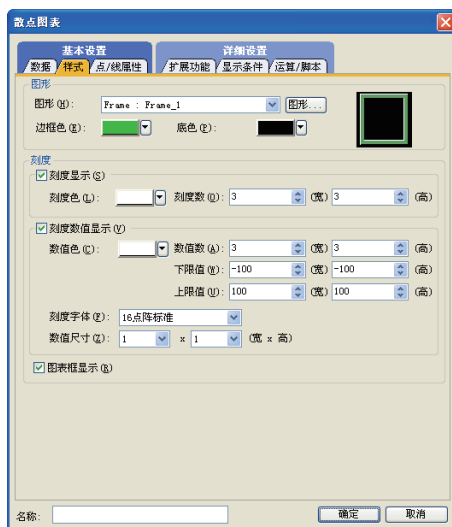 散点图表
基本设置 详细设置
数据 样式 点/线属性 扩展功能 显示条件 运算/脚本
图形
图形(H): Frame : Frame_1 图形...
边框色(E): 底色(P):
刻度
刻度显示(S)
刻度色(L): 刻度数(D): 3 (宽) 3 (高)
刻度数值显示(V)
数值色(C): 数值数(A): 3 (宽) 3 (高)
下限值(W): -100 (宽) -100 (高)
上限值(U): 100 (宽) 100 (高)
刻度字体(F): 16点阵标准
数值尺寸(Z): 1 x 1 (宽 x 高)
图表框显示(R)
名称:
确定 取消